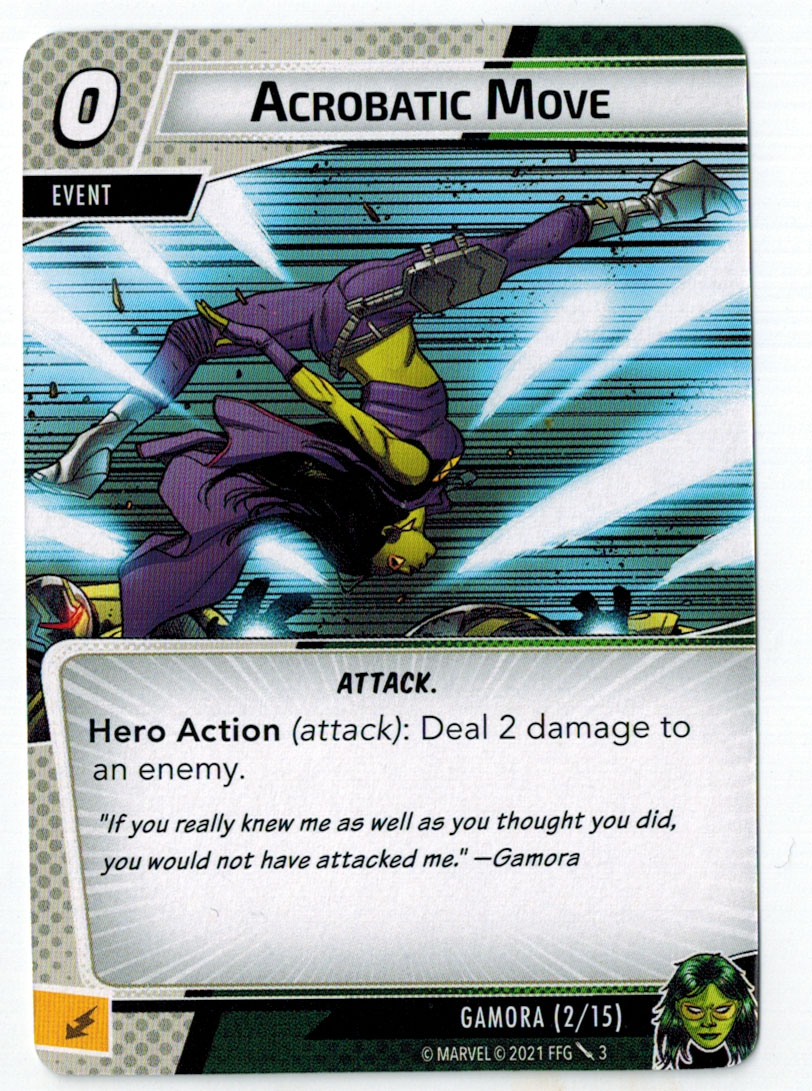 0
ACROBATIC MOVE
EVENT
ATTACK.
Hero Action (attack): Deal 2 damage to
an enemy.
"If you really knew me as well as you thought you did,
you would not have attacked me." —Gamora
GAMORA (2/15)
© MARVEL © 2021 FFG 3